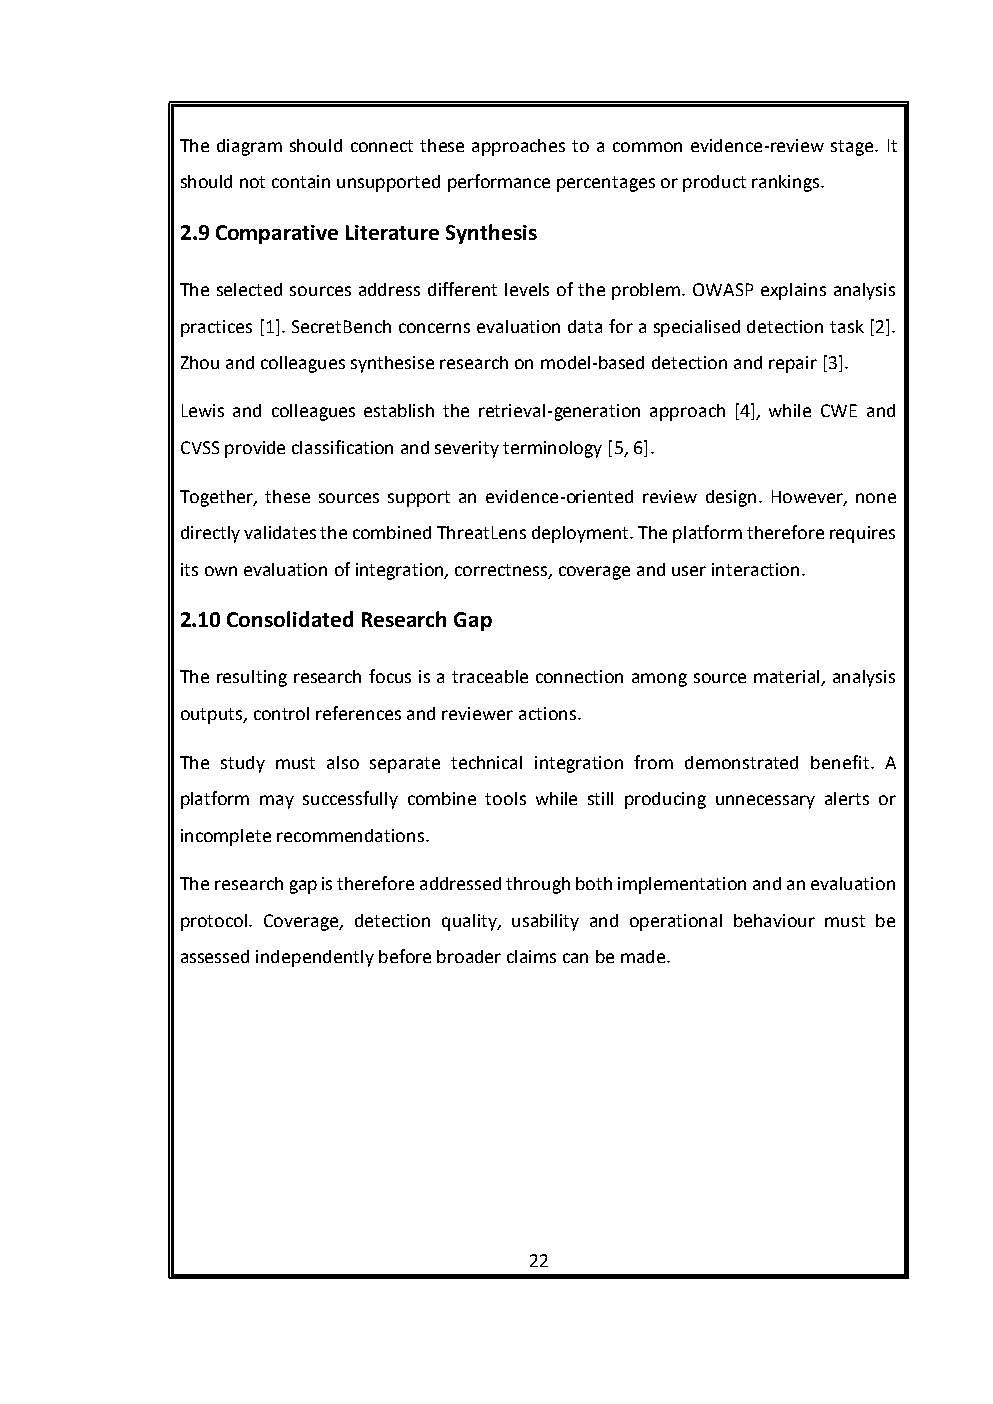 The diagram should connect these approaches to a common evidence-review stage. It
should not contain unsupported performance percentages or product rankings.
2.9 Comparative Literature Synthesis
The selected sources address different levels of the problem. OWASP explains analysis
practices [1]. SecretBench concerns evaluation data for a specialised detection task [2].
Zhou and colleagues synthesise research on model-based detection and repair [3].
Lewis and colleagues establish the retrieval-generation approach [4], while CWE and
CVSS provide classification and severity terminology [5, 6].
Together, these sources support an evidence-oriented review design. However, none
directly validates the combined ThreatLens deployment. The platform therefore requires
its own evaluation of integration, correctness, coverage and user interaction.
2.10 Consolidated Research Gap
The resulting research focus is a traceable connection among source material, analysis
outputs, control references and reviewer actions.
The study must also separate technical integration from demonstrated benefit. A
platform may successfully combine tools while still producing unnecessary alerts or
incomplete recommendations.
The research gap is therefore addressed through both implementation and an evaluation
protocol. Coverage, detection quality, usability and operational behaviour must be
assessed independently before broader claims can be made.
22